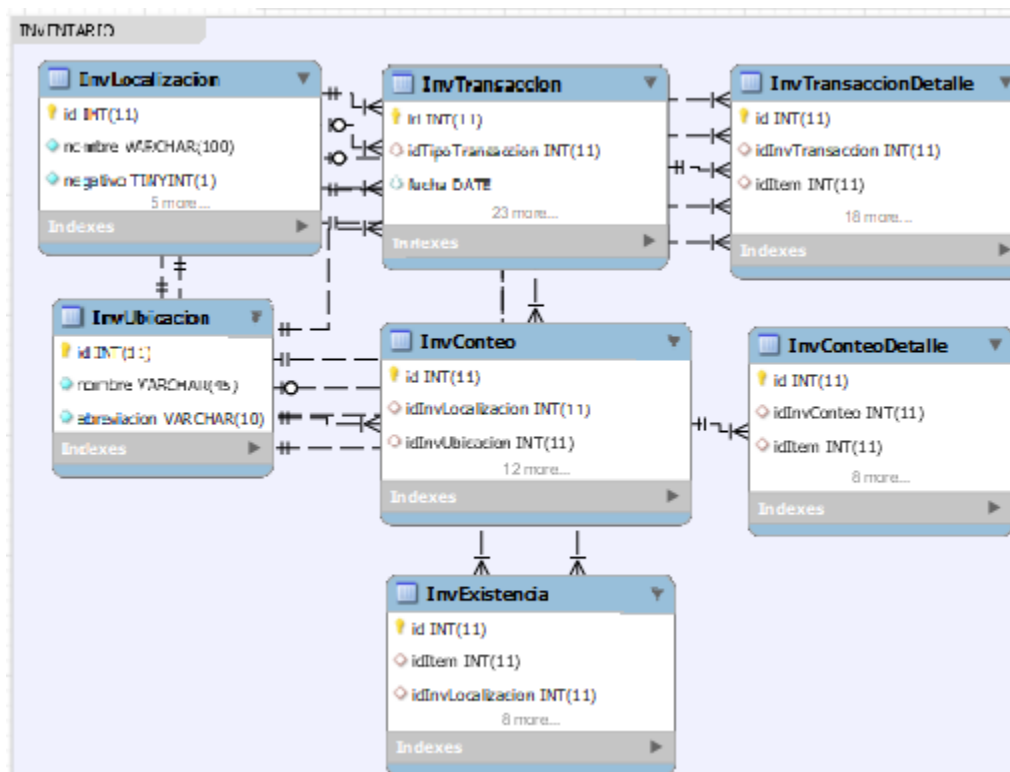 INVENTARIO
InvLocalizacion
id INT(11)
nombre VARCHAR(100)
negativo TINYINT(1)
5 more...
Indexes
InvTransaccion
id INT(11)
idTipoTransaccion INT(11)
fecha DATE
23 more...
Indexes
InvTransaccionDetalle
id INT(11)
idInvTransaccion INT(11)
idItem INT(11)
18 more...
Indexes
InvUbicacion
id INT(11)
nombre VARCHAR(45)
abreviacion VARCHAR(10)
Indexes
InvConteo
id INT(11)
idInvLocalizacion INT(11)
idInvUbicacion INT(11)
12 more...
Indexes
InvConteoDetalle
id INT(11)
idInvConteo INT(11)
idItem INT(11)
8 more...
Indexes
InvExistencia
id INT(11)
idItem INT(11)
idInvLocalizacion INT(11)
8 more...
Indexes